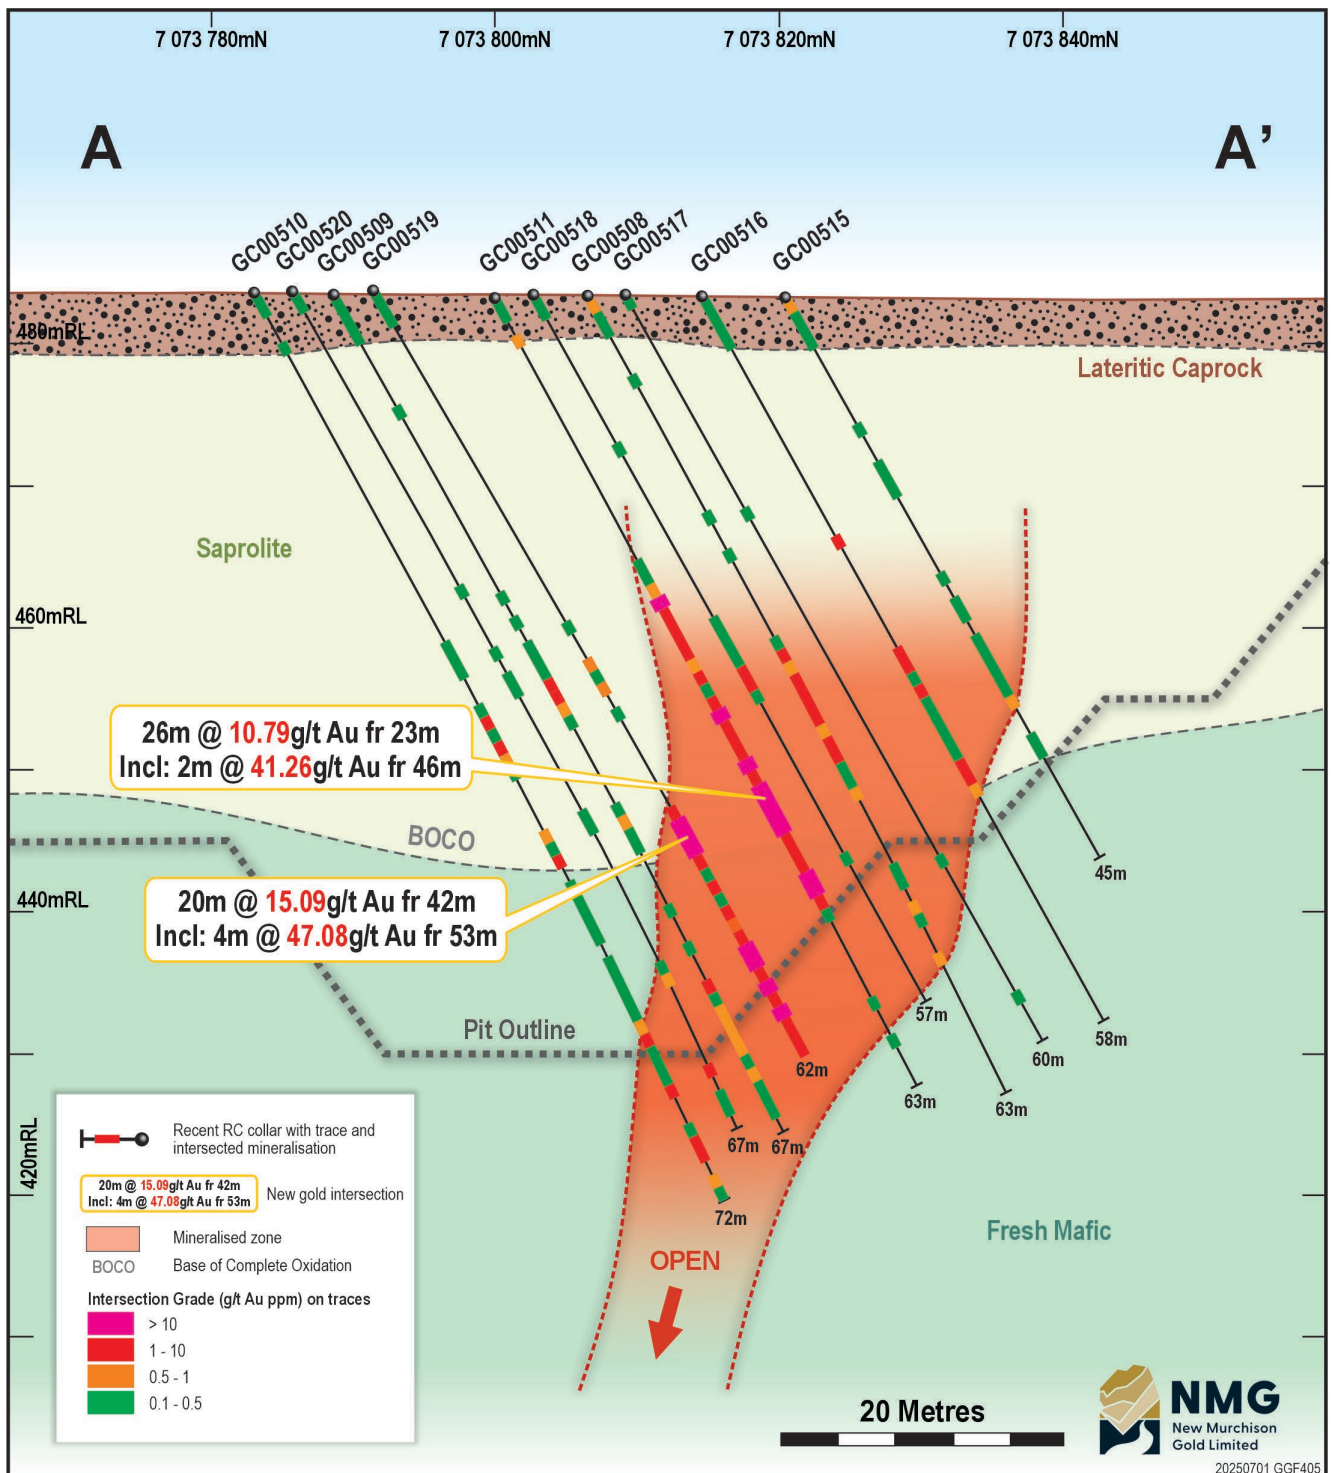 7 073 780mN
7 073 800mN
7 073 820mN
7 073 840mN
A
A'
GC00510
GC00520
GC00509
GC00519
GC00511
GC00518
GC00508
GC00517
GC00516
GC00515
480mRL
Lateritic Caprock
Saprolite
460mRL
26m @ 10.79g/t Au fr 23m
Incl: 2m @ 41.26g/t Au fr 46m
BOCO
45m
440mRL
20m @ 15.09g/t Au fr 42m
Incl: 4m @ 47.08g/t Au fr 53m
Pit Outline
57m
58m
60m
62m
63m
63m
67m
67m
72m
420mRL
Fresh Mafic
OPEN
Recent RC collar with trace and
intersected mineralisation
20m @ 15.09g/t Au fr 42m
Incl: 4m @ 47.08g/t Au fr 53m
New gold intersection
Mineralised zone
BOCO
Base of Complete Oxidation
Intersection Grade (g/t Au ppm) on traces
> 10
1 - 10
0.5 - 1
0.1 - 0.5
20 Metres
NMG
New Murchison
Gold Limited
20250701 GGF405